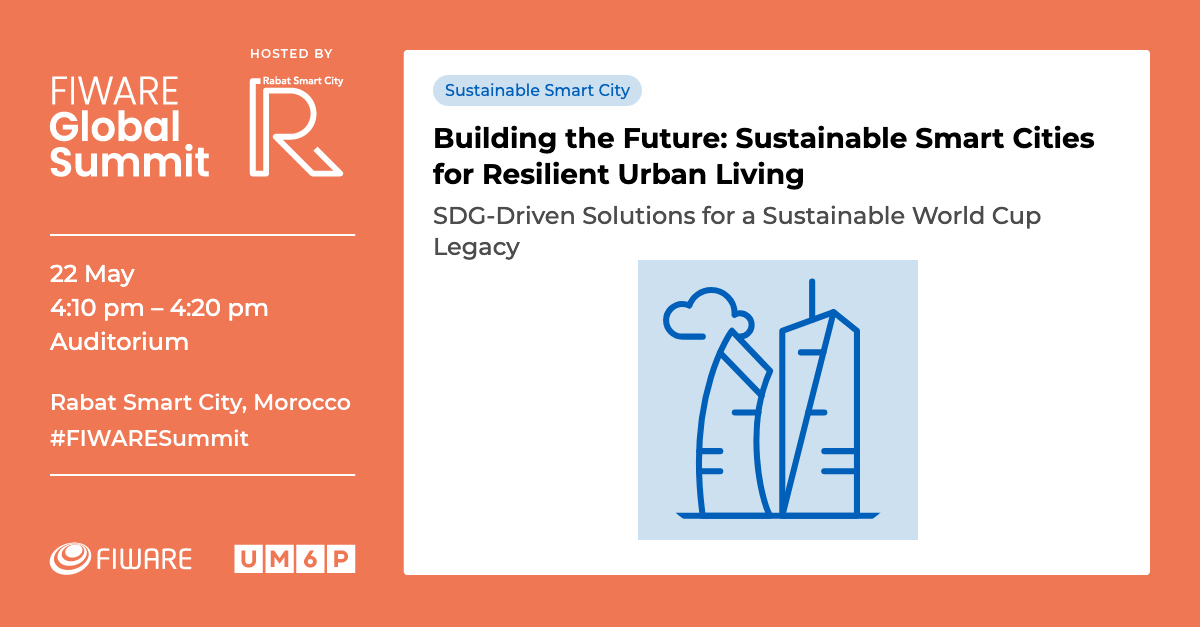 HOSTED BY
FIWARE
Global
Summit
Rabat Smart City
R
22 May
4:10 pm – 4:20 pm
Auditorium
Rabat Smart City, Morocco
#FIWARESummit
FIWARE
UM6P
Sustainable Smart City
Building the Future: Sustainable Smart Cities
for Resilient Urban Living
SDG-Driven Solutions for a Sustainable World Cup
Legacy